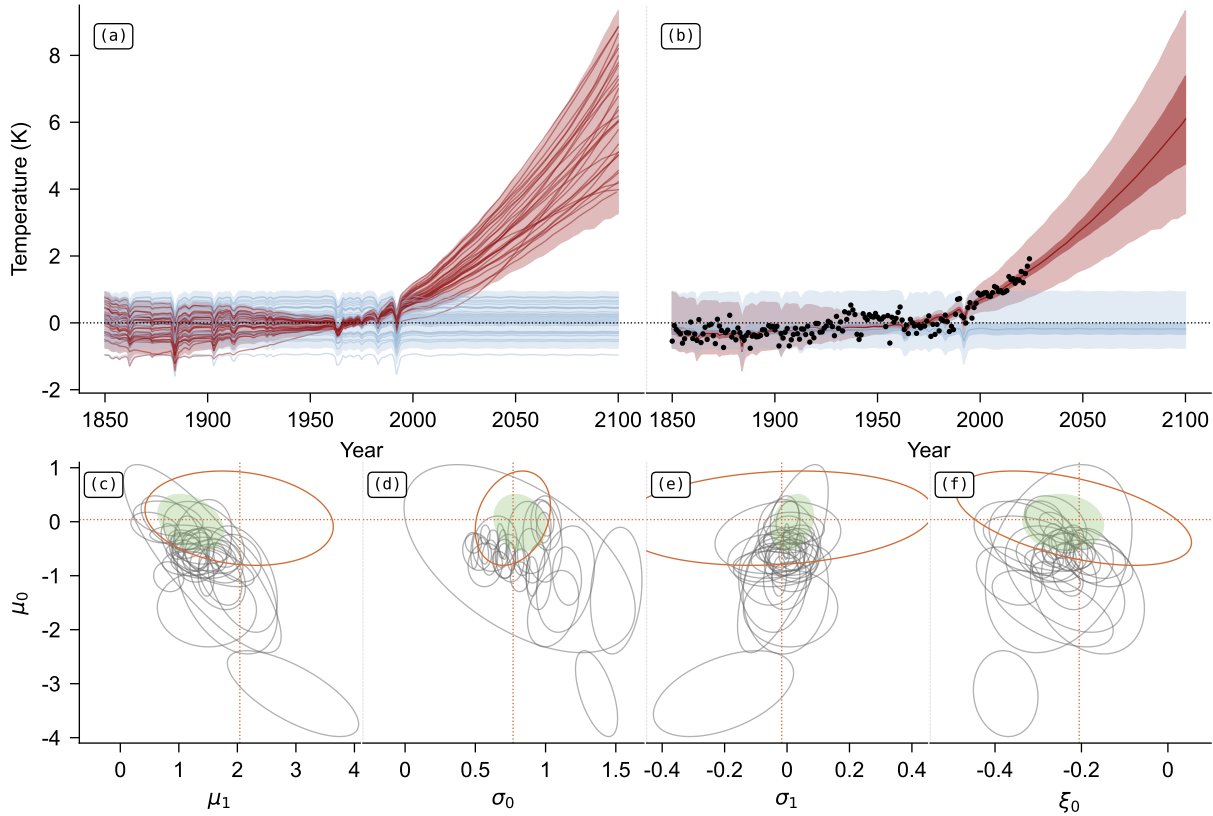 (a)
(b)
Temperature (K)
8
6
4
2
0
-2
1850 1900 1950 2000 2050 2100
1850 1900 1950 2000 2050 2100
Year
Year
(c)
(d)
(e)
(f)
μ0
1
0
-1
-2
-3
-4
0 1 2 3 4
0 0.5 1 1.5
-0.4 -0.2 0 0.2 0.4
-0.4 -0.2 0
μ1
σ0
σ1
ξ0